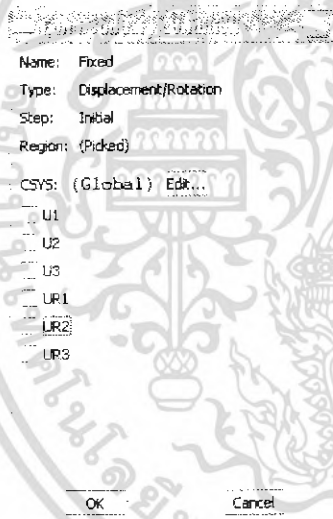 Name: Fixed
Type: Displacement/Rotation
Step: Initial
Region: (Picked)
CSYS: (Global) Edit...
U1
U2
U3
UR1
UR2
UR3
OK Cancel